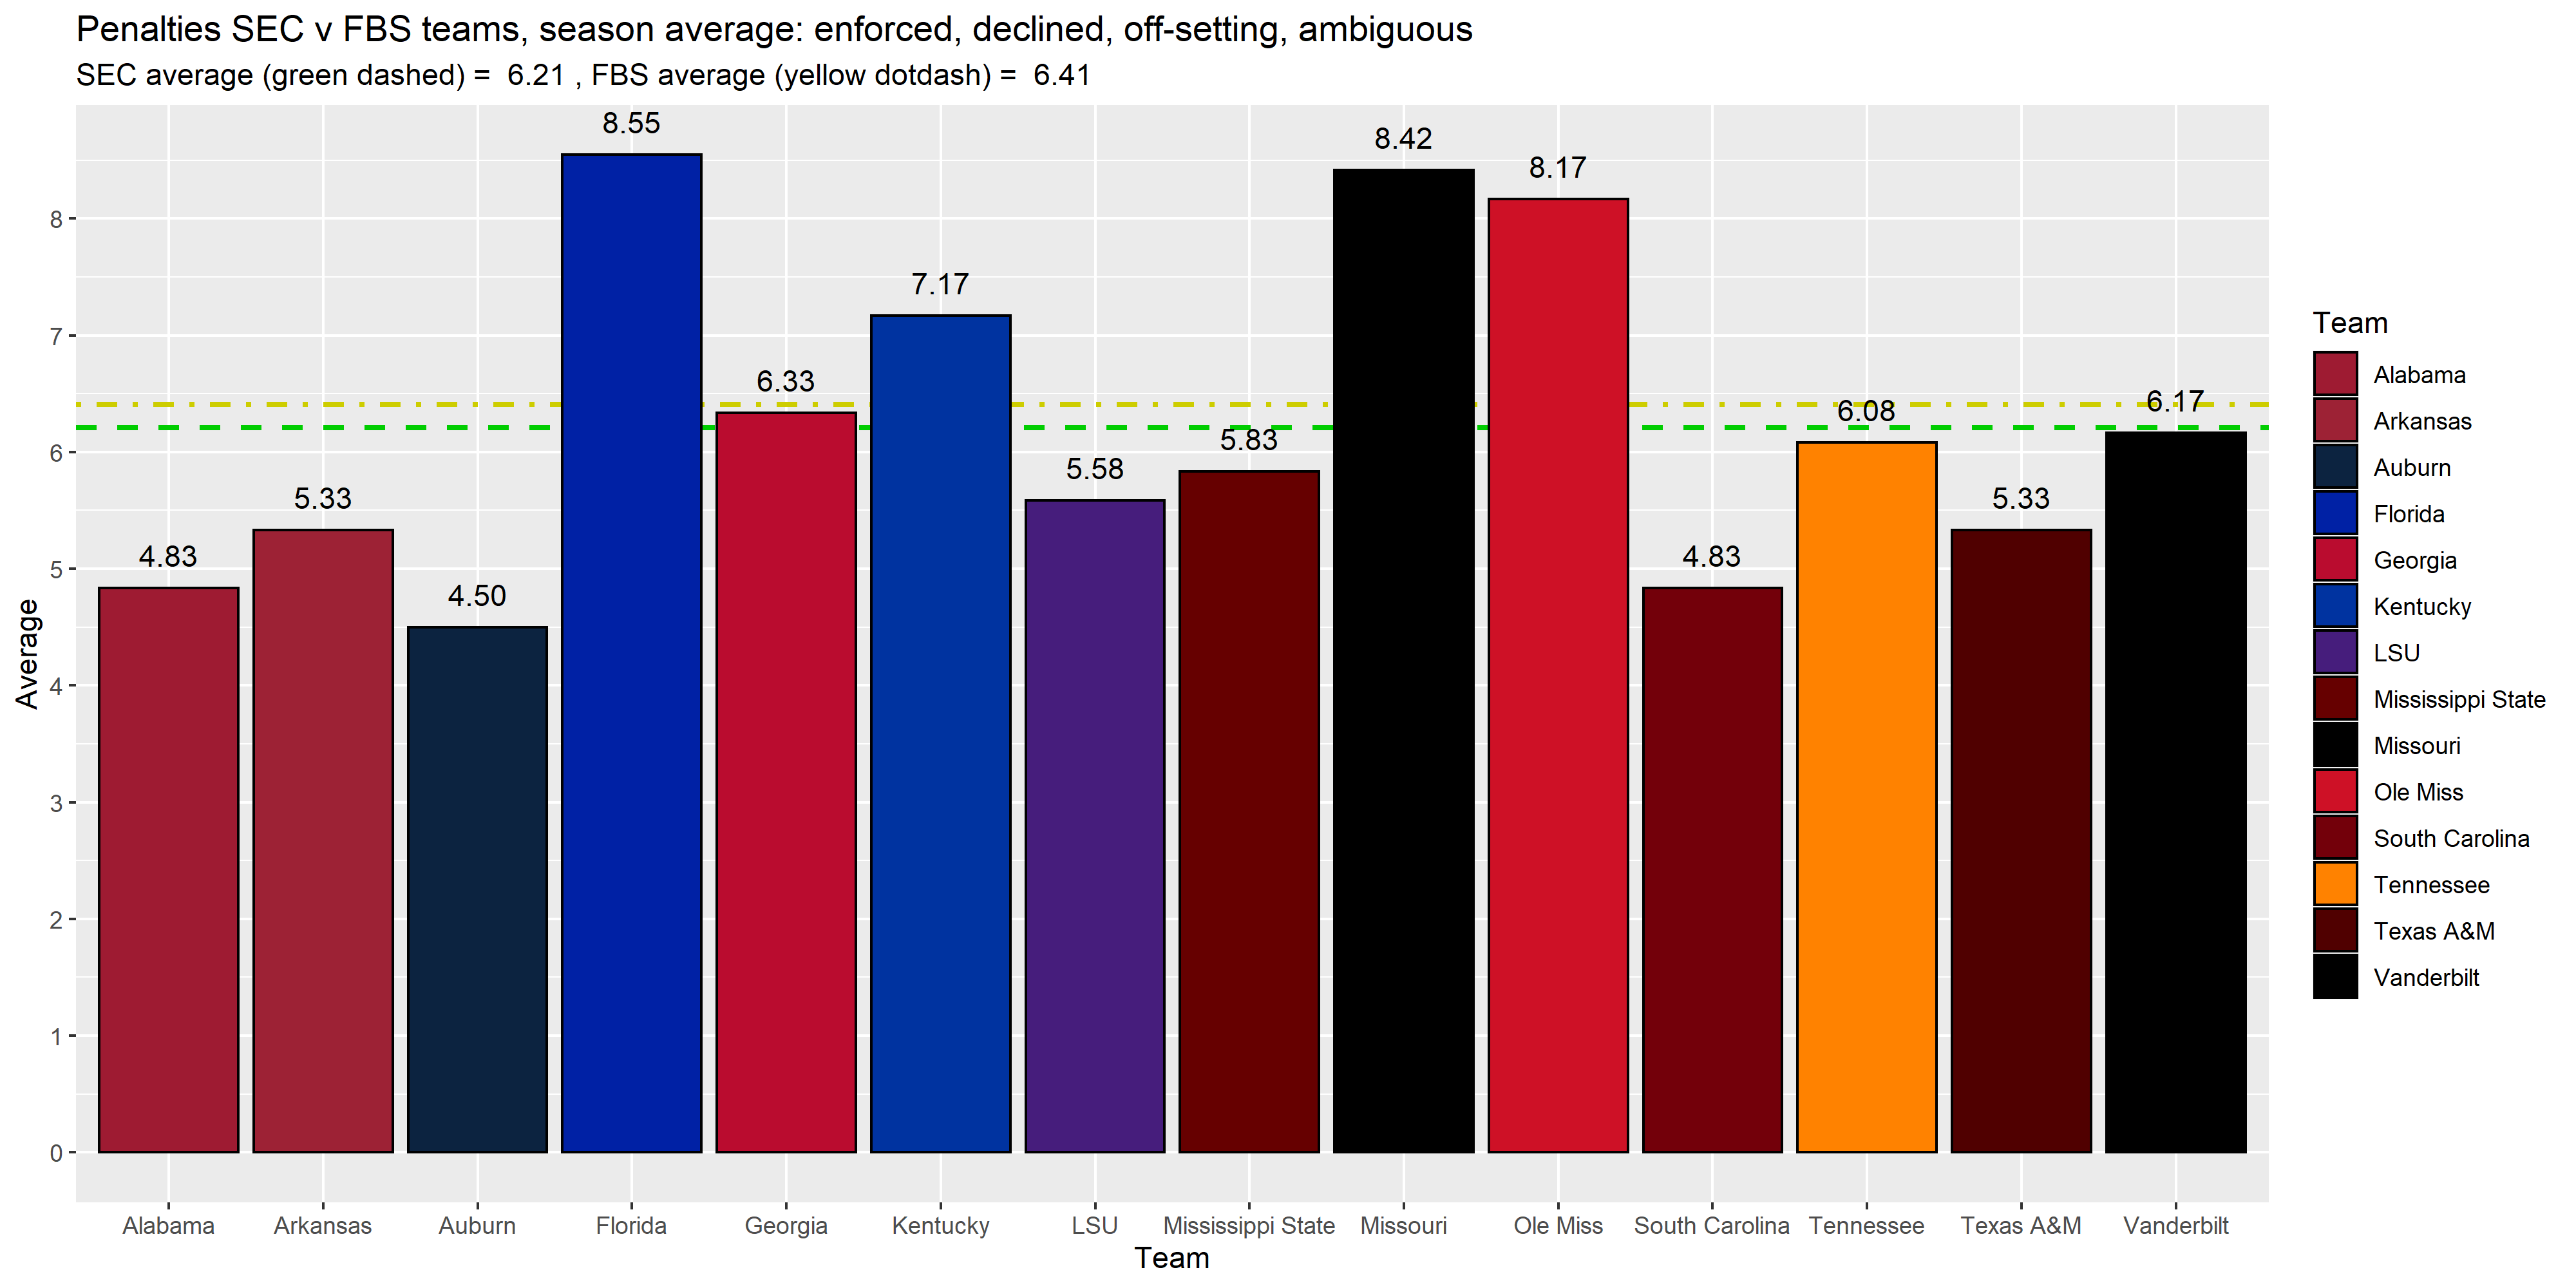 Penalties SEC v FBS teams, season average: enforced, declined, off-setting, ambiguous
SEC average (green dashed) =  6.21 , FBS average (yellow dotdash) =  6.41
8.55
8.42
8.17
7.17
6.33
6.17
6.08
5.83
5.58
5.33
5.33
4.83
4.83
4.50
8
7
6
5
4
3
2
1
0
Average
Alabama
Arkansas
Auburn
Florida
Georgia
Kentucky
LSU
Mississippi State
Missouri
Ole Miss
South Carolina
Tennessee
Texas A&M
Vanderbilt
Team
Team
Alabama
Arkansas
Auburn
Florida
Georgia
Kentucky
LSU
Mississippi State
Missouri
Ole Miss
South Carolina
Tennessee
Texas A&M
Vanderbilt